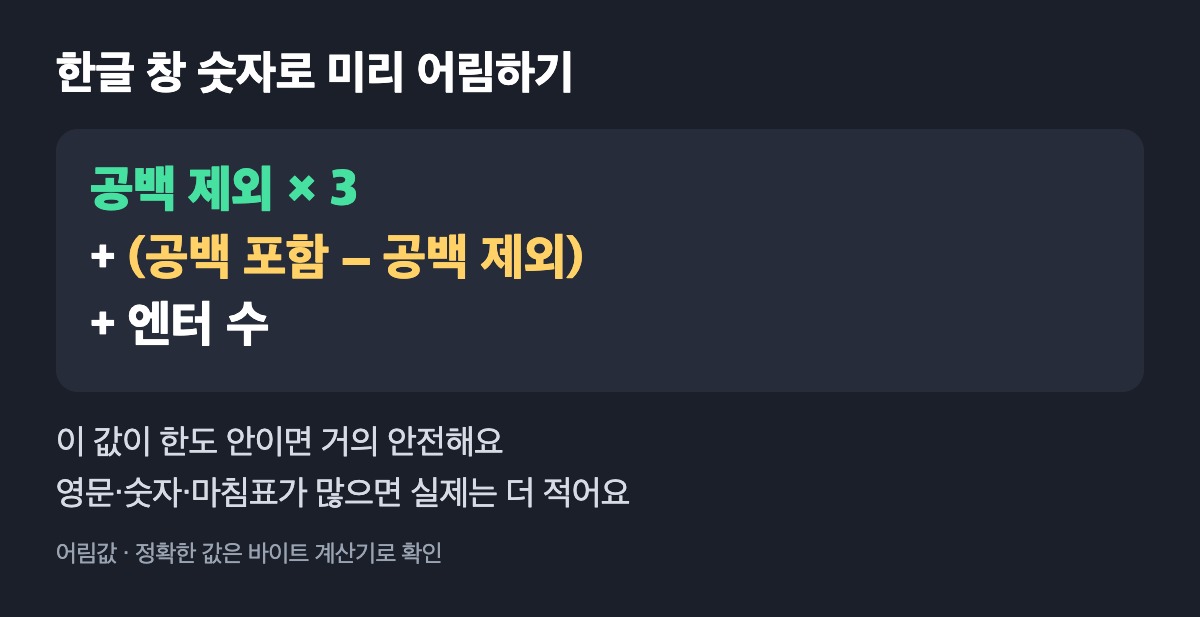 한글 창 숫자로 미리 어림하기
공백 제외 × 3
+ (공백 포함 – 공백 제외)
+ 엔터 수
이 값이 한도 안이면 거의 안전해요
영문·숫자·마침표가 많으면 실제는 더 적어요
어림값 · 정확한 값은 바이트 계산기로 확인